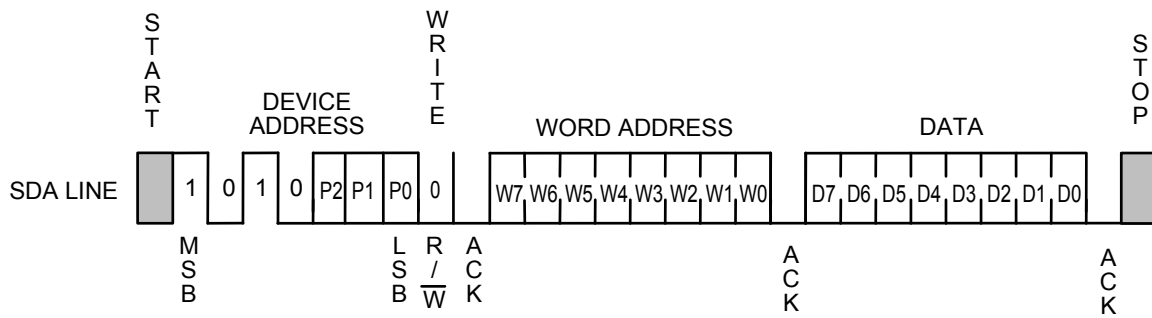 START
WRITE
STOP
DEVICE
ADDRESS
WORD ADDRESS
DATA
SDA LINE
1 0 1 0 P2 P1 P0 0 W7 W6 W5 W4 W3 W2 W1 W0 D7 D6 D5 D4 D3 D2 D1 D0
MSB
LSB
R/W̅
ACK
ACK
ACK